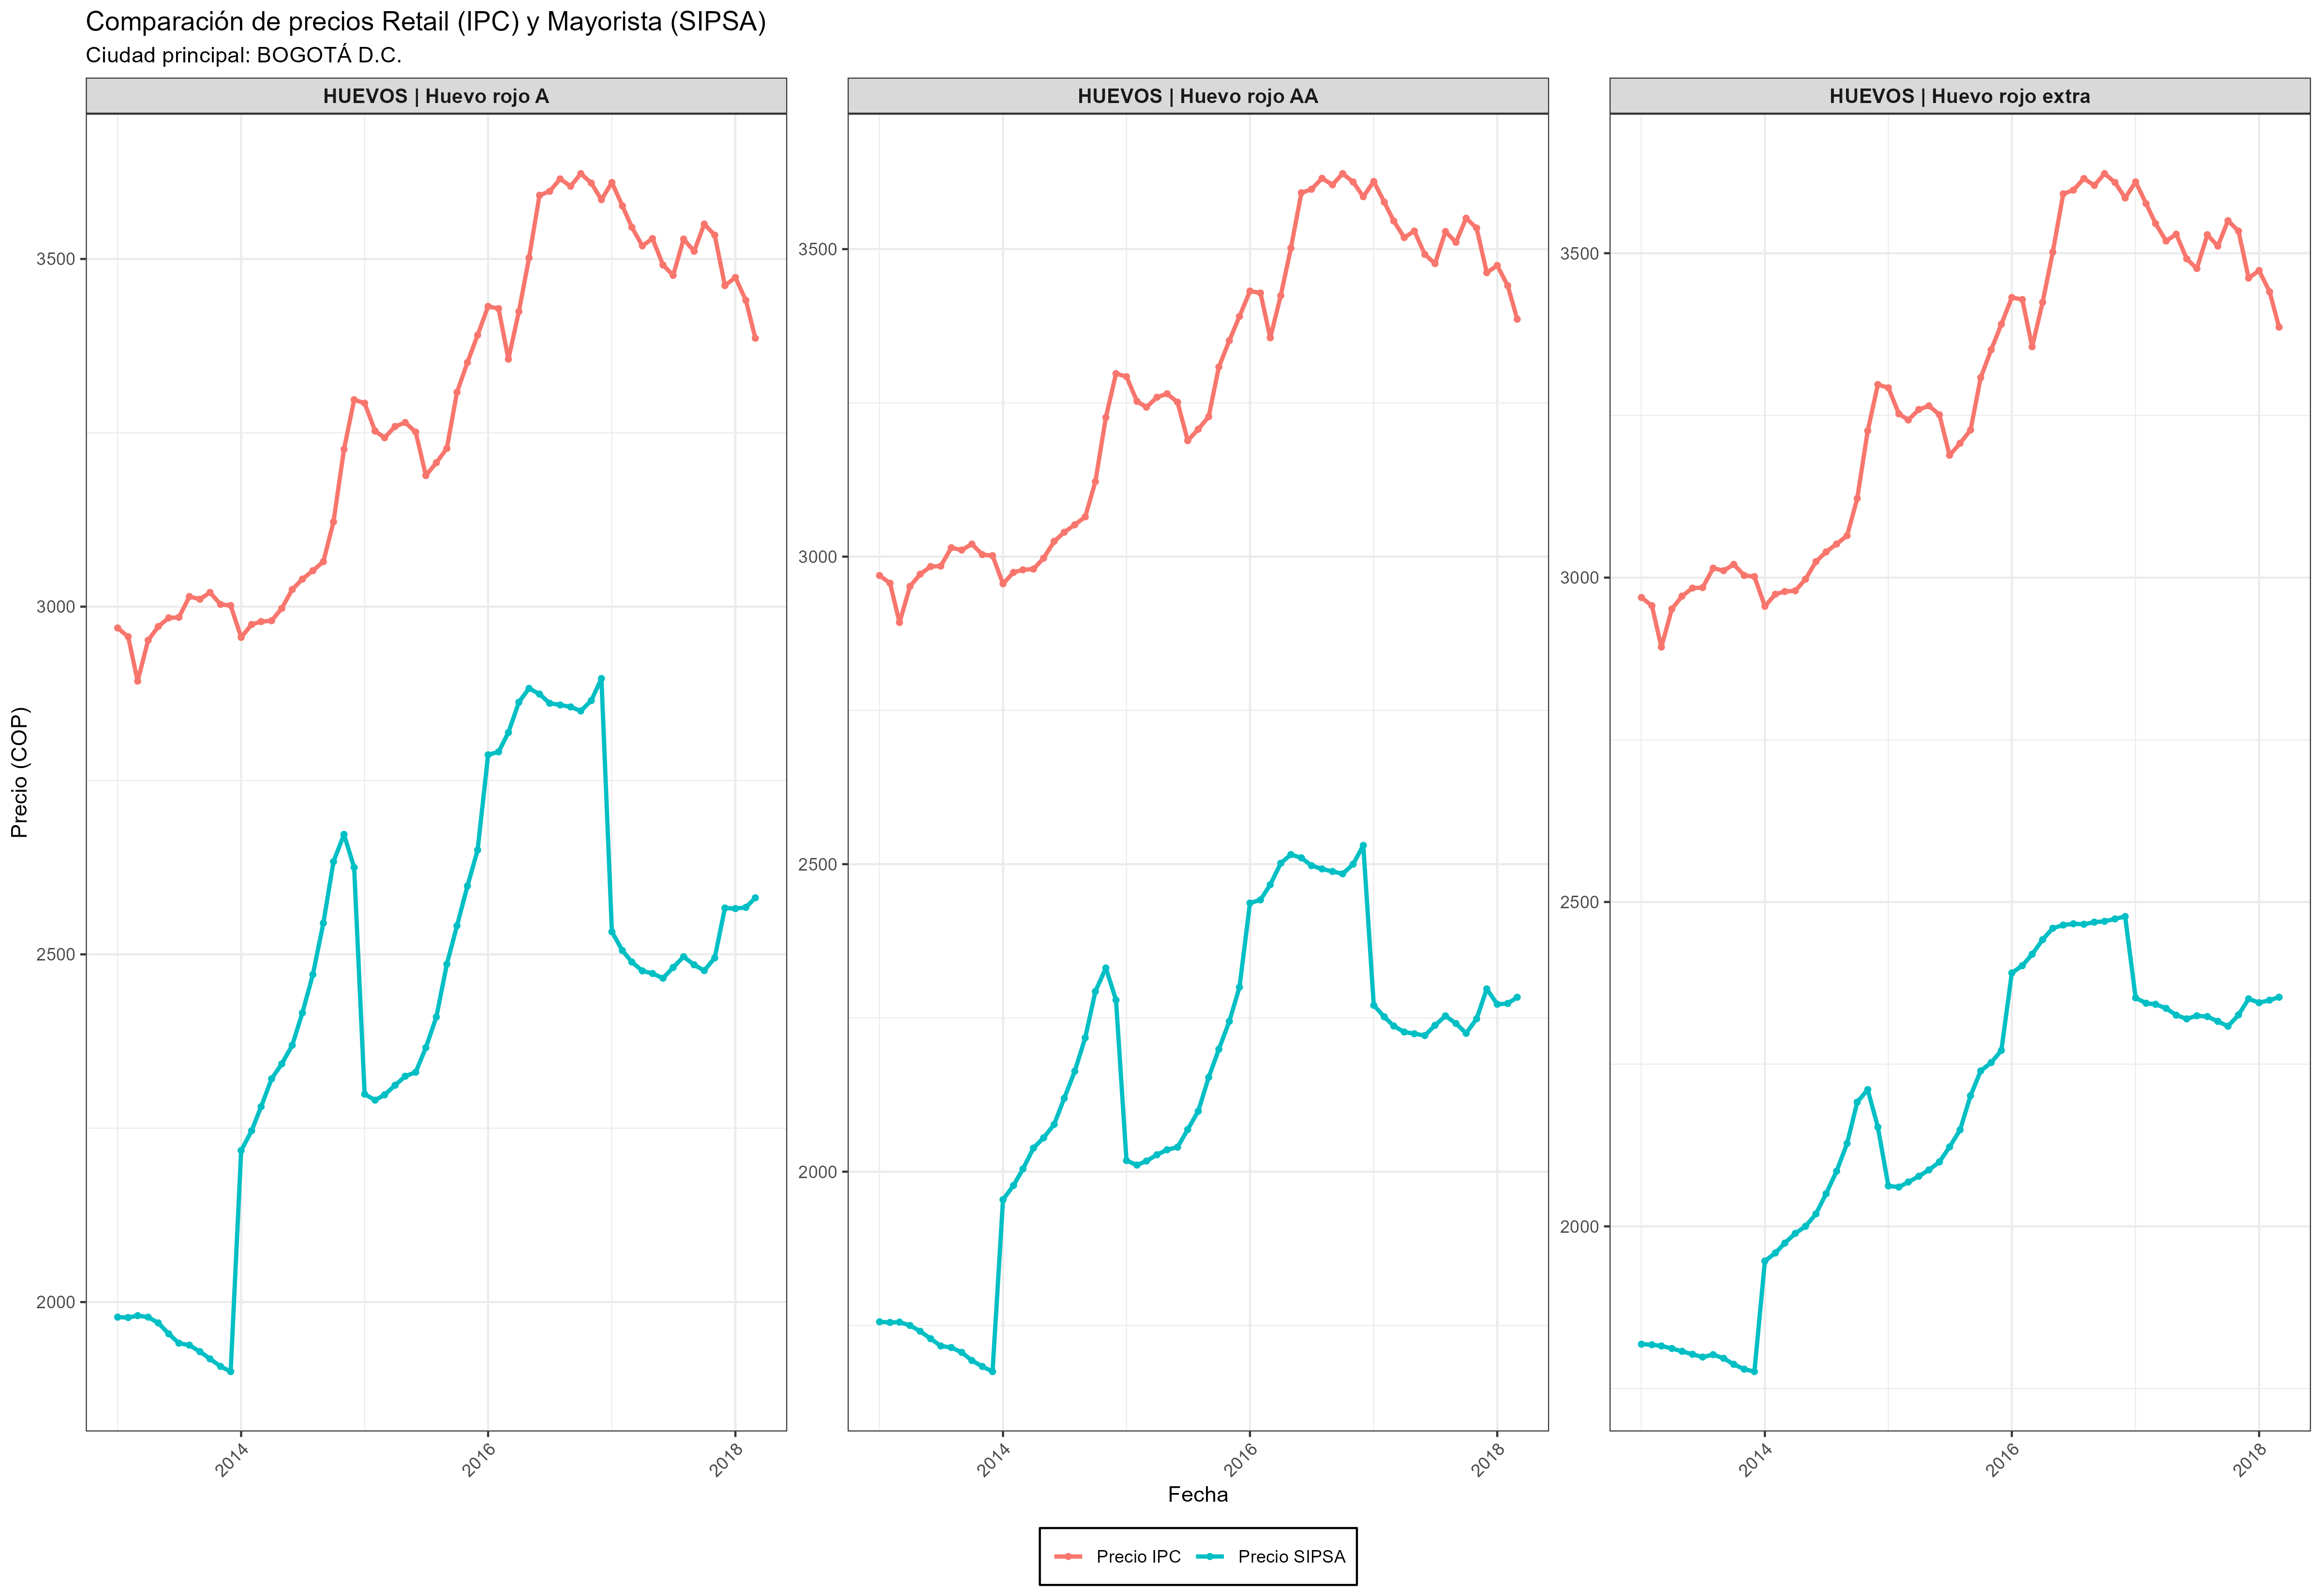 Comparación de precios Retail (IPC) y Mayorista (SIPSA)
Ciudad principal: BOGOTÁ D.C.
HUEVOS | Huevo rojo A
HUEVOS | Huevo rojo AA
HUEVOS | Huevo rojo extra
Precio (COP)
3500
3000
2500
2000
3500
3000
2500
2000
3500
3000
2500
2000
2014
2016
2018
2014
2016
2018
2014
2016
2018
Fecha
Precio IPC
Precio SIPSA